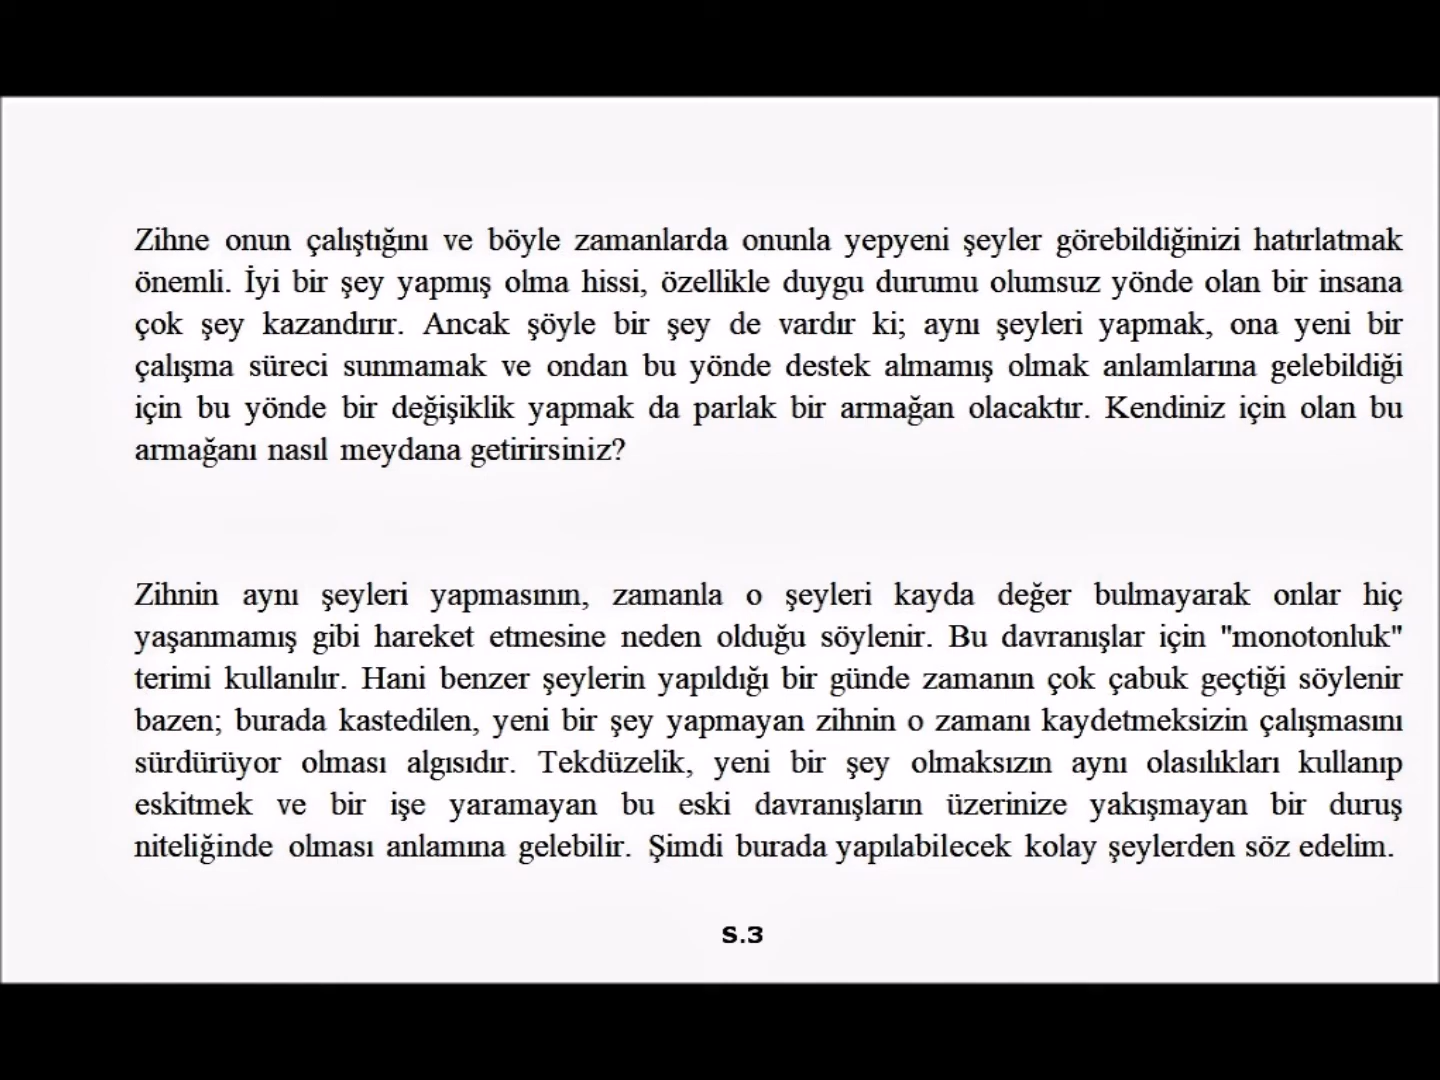 Zihne onun çalıştığını ve böyle zamanlarda onunla yepyeni şeyler görebildiğinizi hatırlatmak
önemli. İyi bir şey yapmış olma hissi, özellikle duygu durumu olumsuz yönde olan bir insana
çok şey kazandırır. Ancak şöyle bir şey de vardır ki; aynı şeyleri yapmak, ona yeni bir
çalışma süreci sunmamak ve ondan bu yönde destek almamış olmak anlamlarına gelebildiği
için bu yönde bir değişiklik yapmak da parlak bir armağan olacaktır. Kendiniz için olan bu
armağanı nasıl meydana getirirsiniz?
Zihnin aynı şeyleri yapmasının, zamanla o şeyleri kayda değer bulmayarak onlar hiç
yaşanmamış gibi hareket etmesine neden olduğu söylenir. Bu davranışlar için "monotonluk"
terimi kullanılır. Hani benzer şeylerin yapıldığı bir günde zamanın çok çabuk geçtiği söylenir
bazen; burada kastedilen, yeni bir şey yapmayan zihnin o zamanı kaydetmeksizin çalışmasını
sürdürüyor olması algısıdır. Tekdüzelik, yeni bir şey olmaksızın aynı olasılıkları kullanıp
eskitmek ve bir işe yaramayan bu eski davranışların üzerinize yakışmayan bir duruş
niteliğinde olması anlamına gelebilir. Şimdi burada yapılabilecek kolay şeylerden söz edelim.
S.3